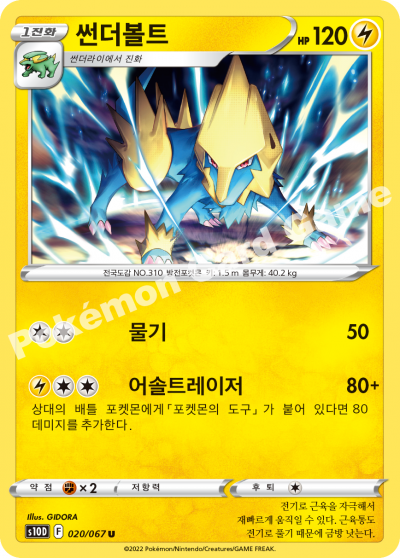 1진화 썬더볼트 HP 120
썬더라이에서 진화
전국도감 NO.310 방전포켓몬 키: 1.5 m 몸무게: 40.2 kg
물기 50
어솔트레이저 80+
상대의 배틀 포켓몬에게 「포켓몬의 도구」가 붙어 있다면 80
데미지를 추가한다.
약점 ×2 저항력 후퇴
Illus. GIDORA
s10D F 020/067 U
전기로 근육을 자극해서
재빠르게 움직일 수 있다. 근육통도
전기로 풀기 때문에 금방 낫는다.
©2022 Pokémon/Nintendo/Creatures/GAME FREAK.
Pokémon Card Game